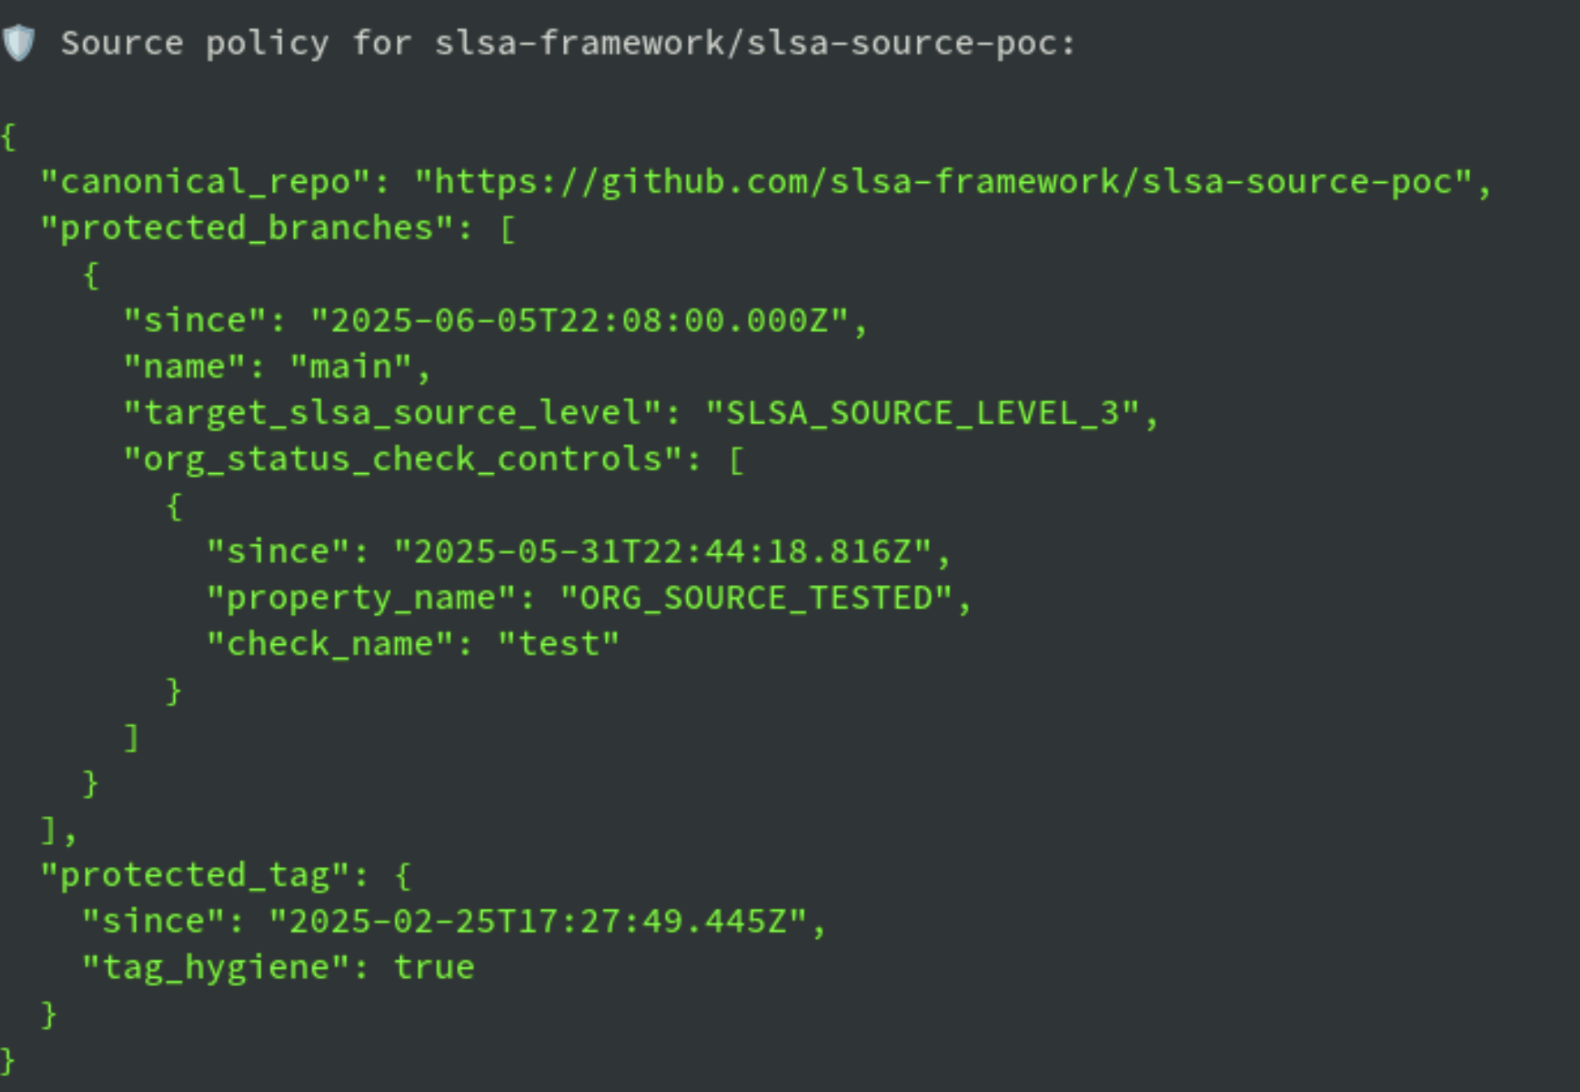 🛡️ Source policy for slsa-framework/slsa-source-poc:
{
  "canonical_repo": "https://github.com/slsa-framework/slsa-source-poc",
  "protected_branches": [
    {
      "since": "2025-06-05T22:08:00.000Z",
      "name": "main",
      "target_slsa_source_level": "SLSA_SOURCE_LEVEL_3",
      "org_status_check_controls": [
        {
          "since": "2025-05-31T22:44:18.816Z",
          "property_name": "ORG_SOURCE_TESTED",
          "check_name": "test"
        }
      ]
    }
  ],
  "protected_tag": {
    "since": "2025-02-25T17:27:49.445Z",
    "tag_hygiene": true
  }
}